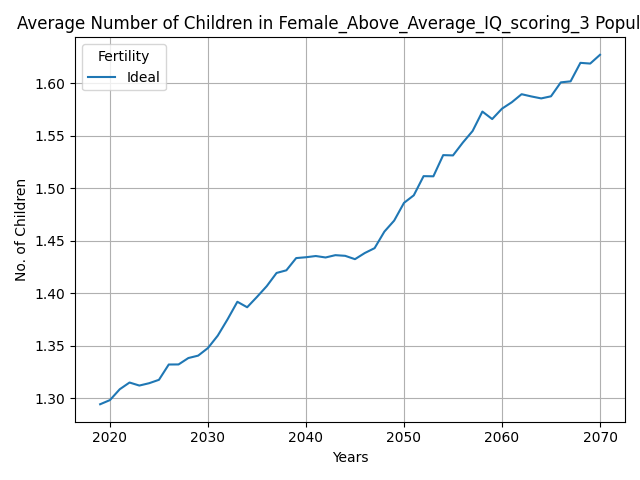 Average Number of Children in Female_Above_Average_IQ_scoring_3 Popul
Fertility
Ideal
No. of Children
1.60
1.55
1.50
1.45
1.40
1.35
1.30
2020 2030 2040 2050 2060 2070
Years